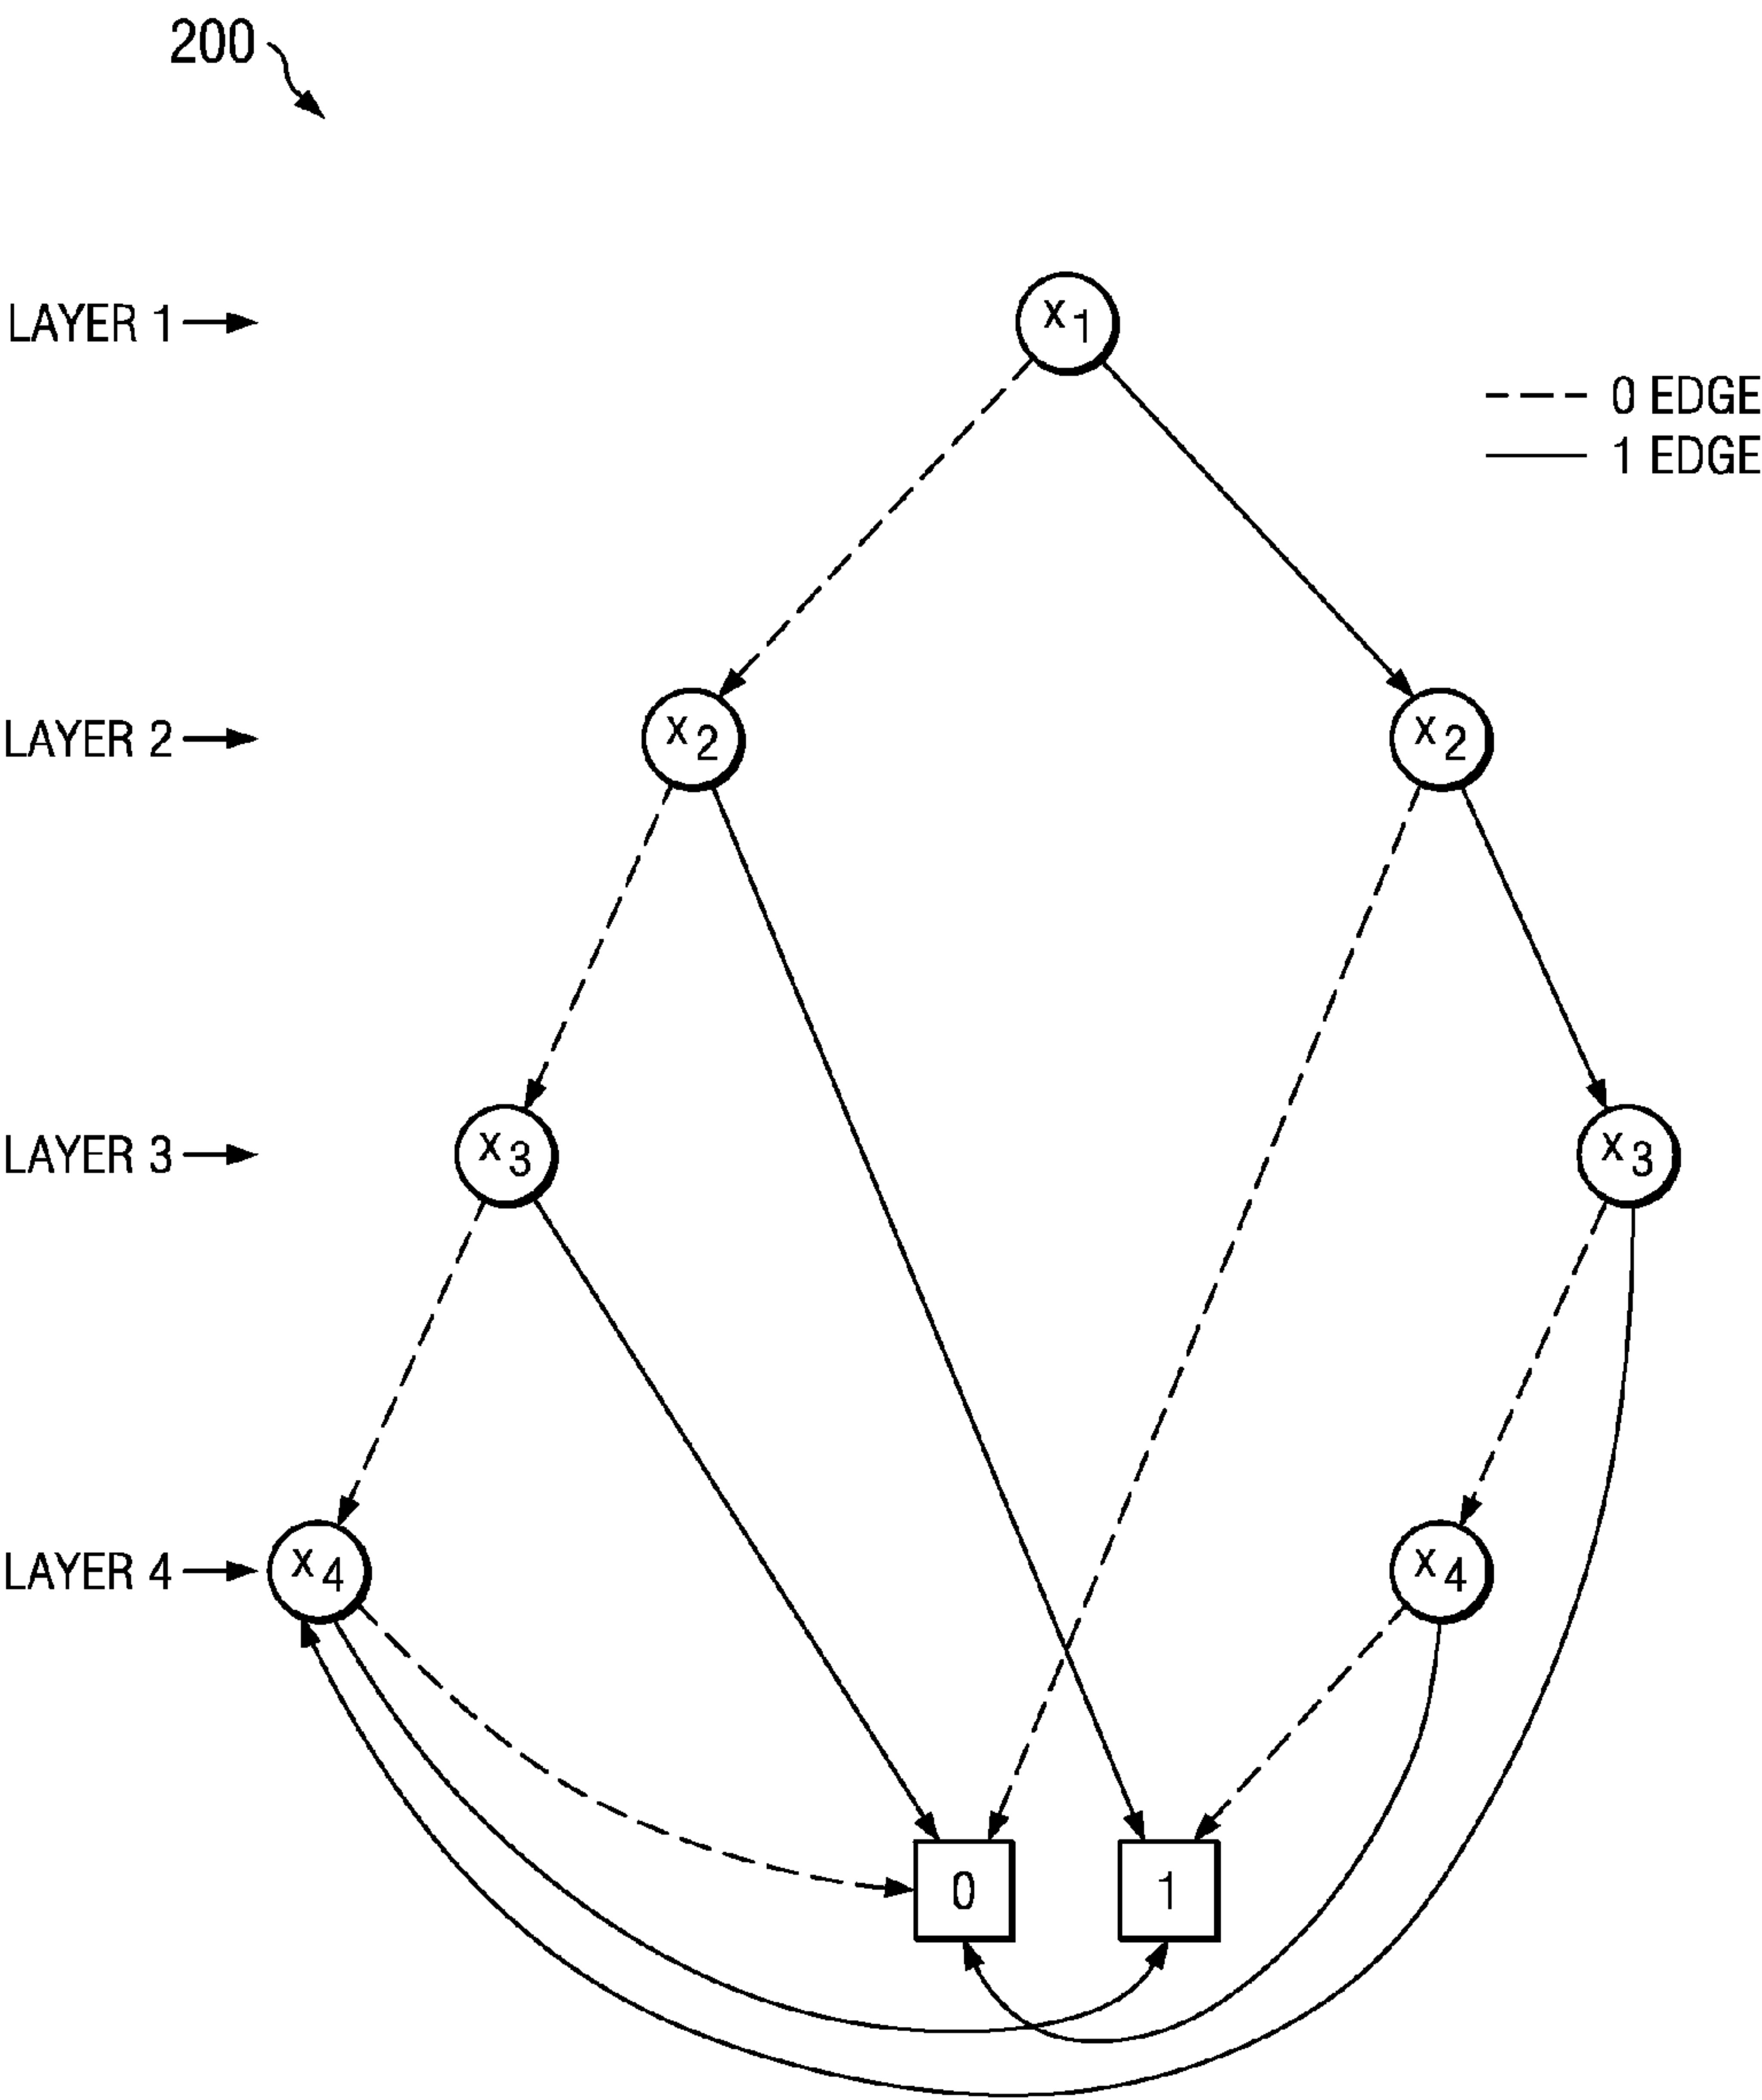 200
LAYER 1
x1
0 EDGE
1 EDGE
LAYER 2
x2
x2
LAYER 3
x3
x3
LAYER 4
x4
x4
0
1